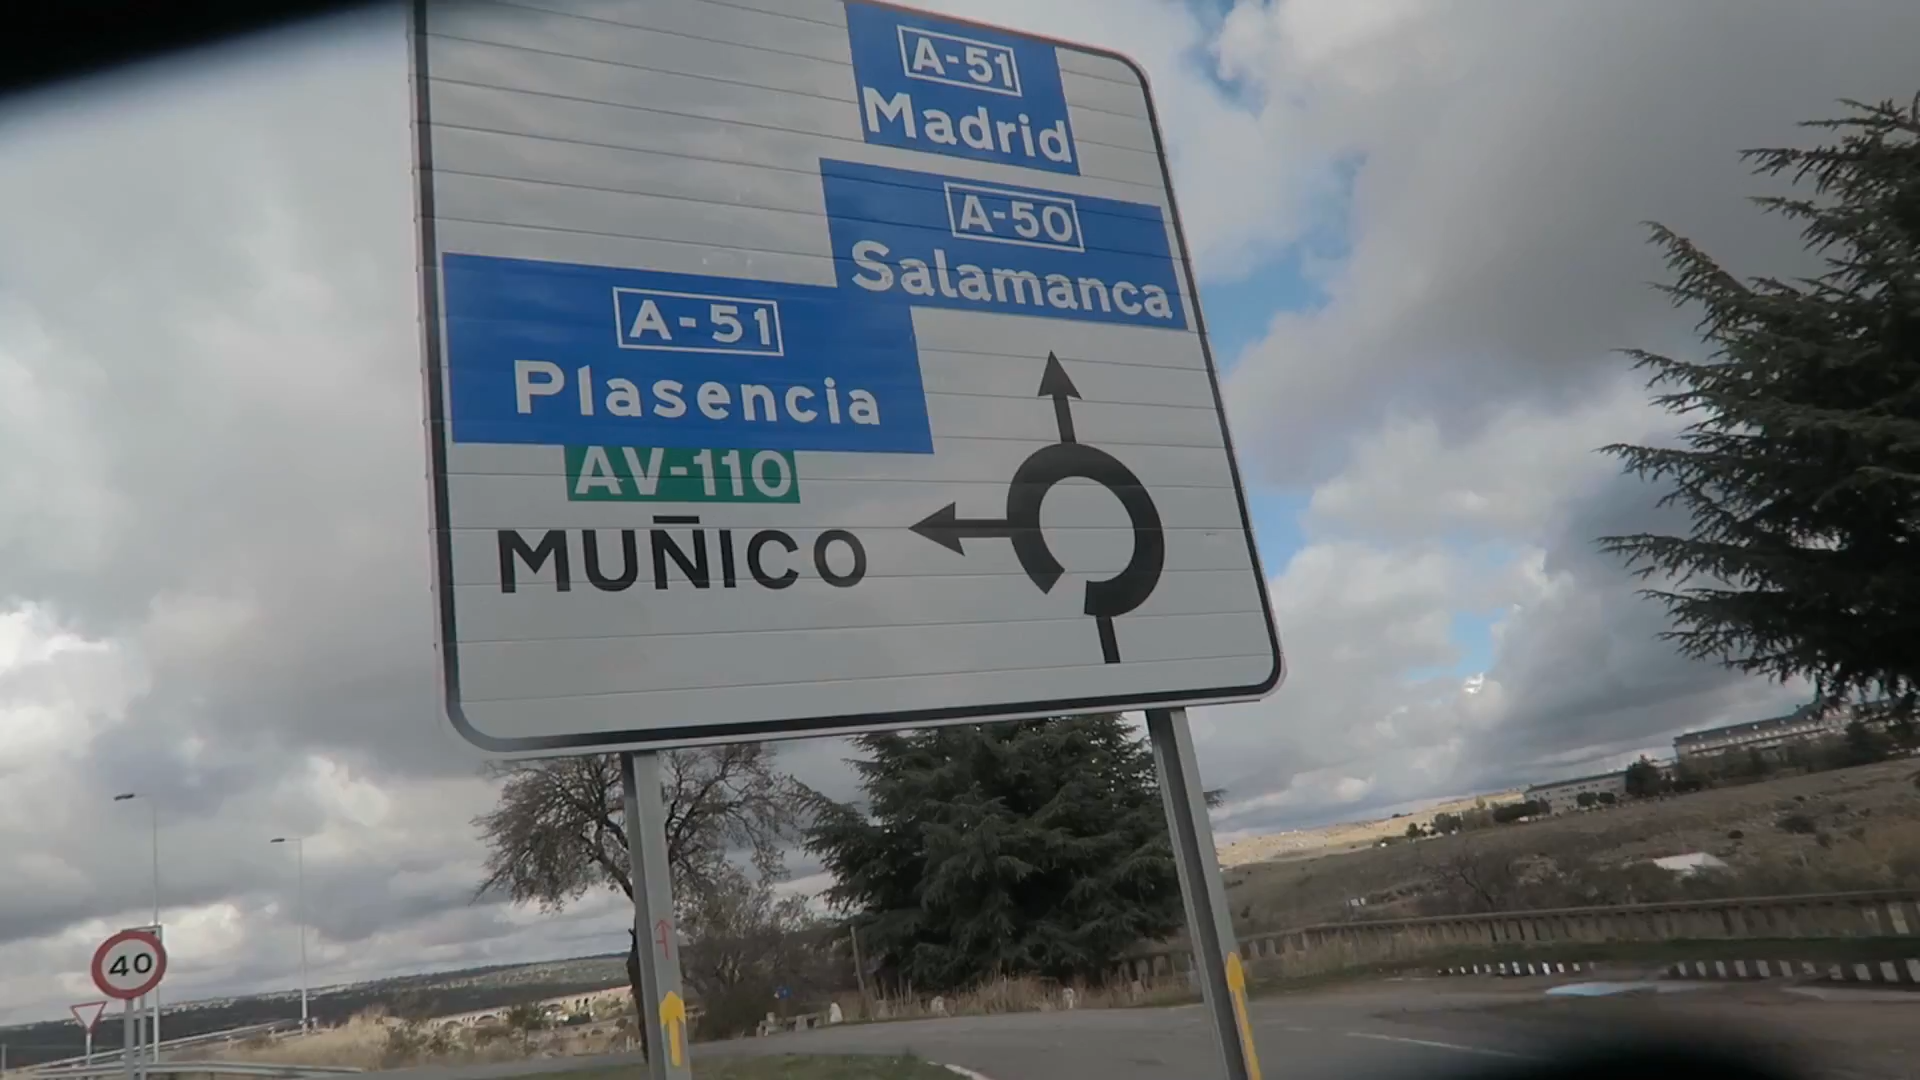 A-51
Madrid
A-50
Salamanca
A-51
Plasencia
AV-110
MUÑICO
40